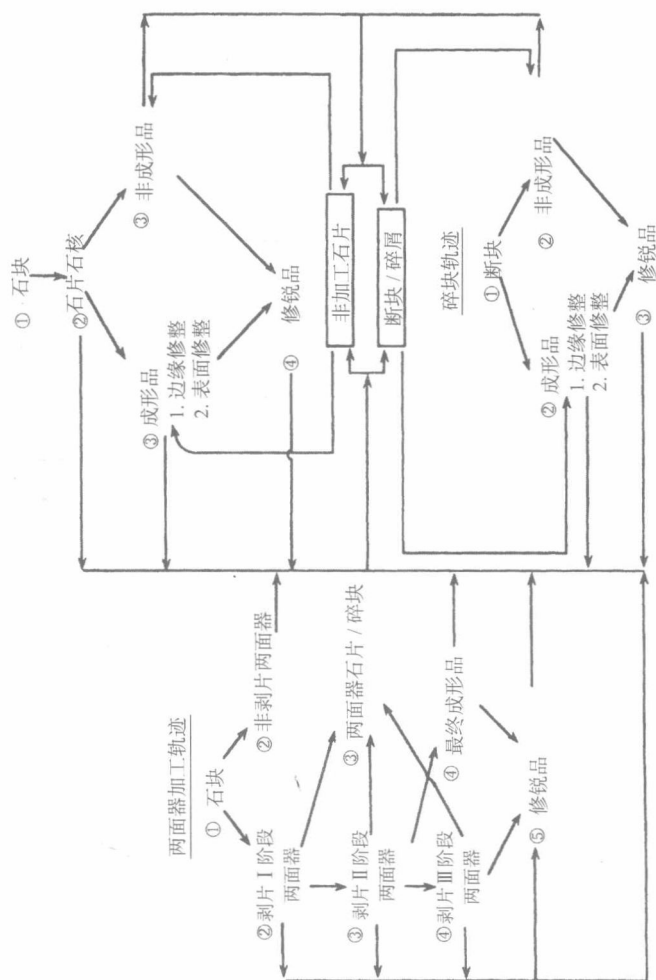 ① 石块
② 石片石核
③ 成形品
1. 边缘修整
2. 表面修整
③ 非成形品
修锐品
④
非加工石片
断块 / 碎屑
碎块轨迹
① 断块
② 成形品
1. 边缘修整
2. 表面修整
② 非成形品
修锐品
③
两面器加工轨迹
① 石块
② 剥片Ⅰ阶段
两面器
② 非剥片两面器
③ 剥片Ⅱ阶段
两面器
③ 两面器石片 / 碎块
④ 剥片Ⅲ阶段
两面器
④ 最终成形品
⑤ 修锐品